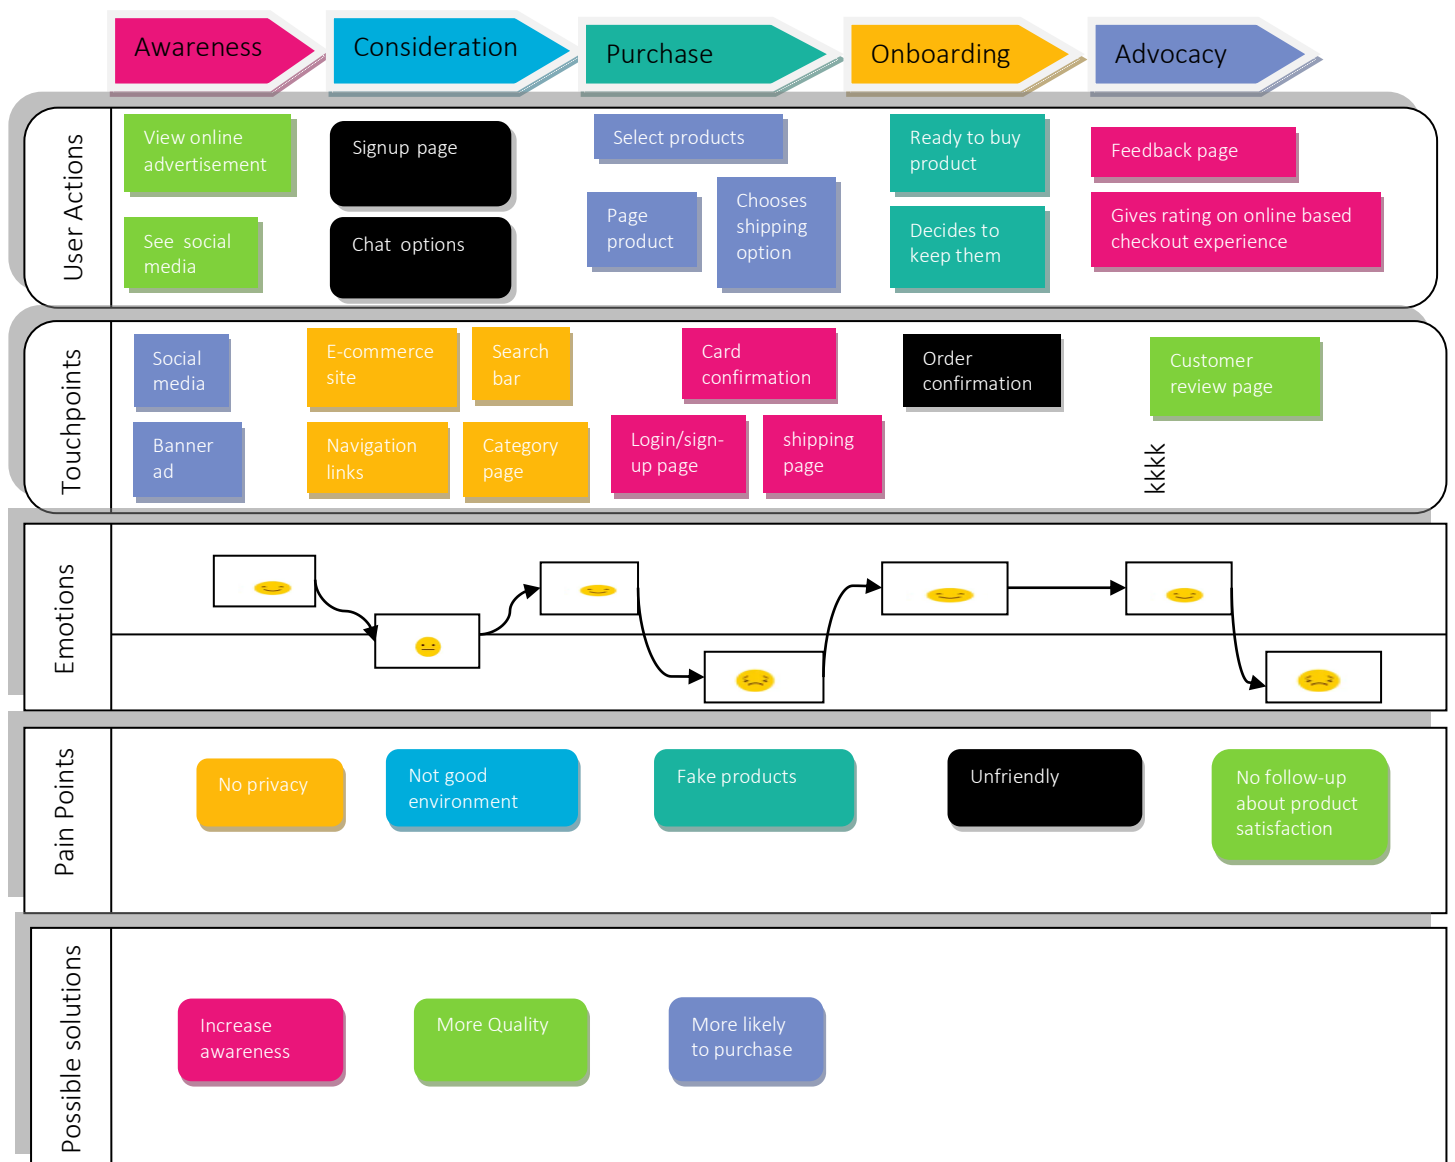 Awareness
Consideration
Purchase
Onboarding
Advocacy
User Actions
View online
advertisement
See  social
media
Signup page
Chat  options
Select products
Page
product
Chooses
shipping
option
Ready to buy
product
Decides to
keep them
Feedback page
Gives rating on online based
checkout experience
Touchpoints
Social
media
Banner
ad
E-commerce
site
Search
bar
Navigation
links
Category
page
Card
confirmation
Login/sign-
up page
shipping
page
Order
confirmation
Customer
review page
kkkk
Emotions
Pain Points
No privacy
Not good
environment
Fake products
Unfriendly
No follow-up
about product
satisfaction
Possible solutions
Increase
awareness
More Quality
More likely
to purchase